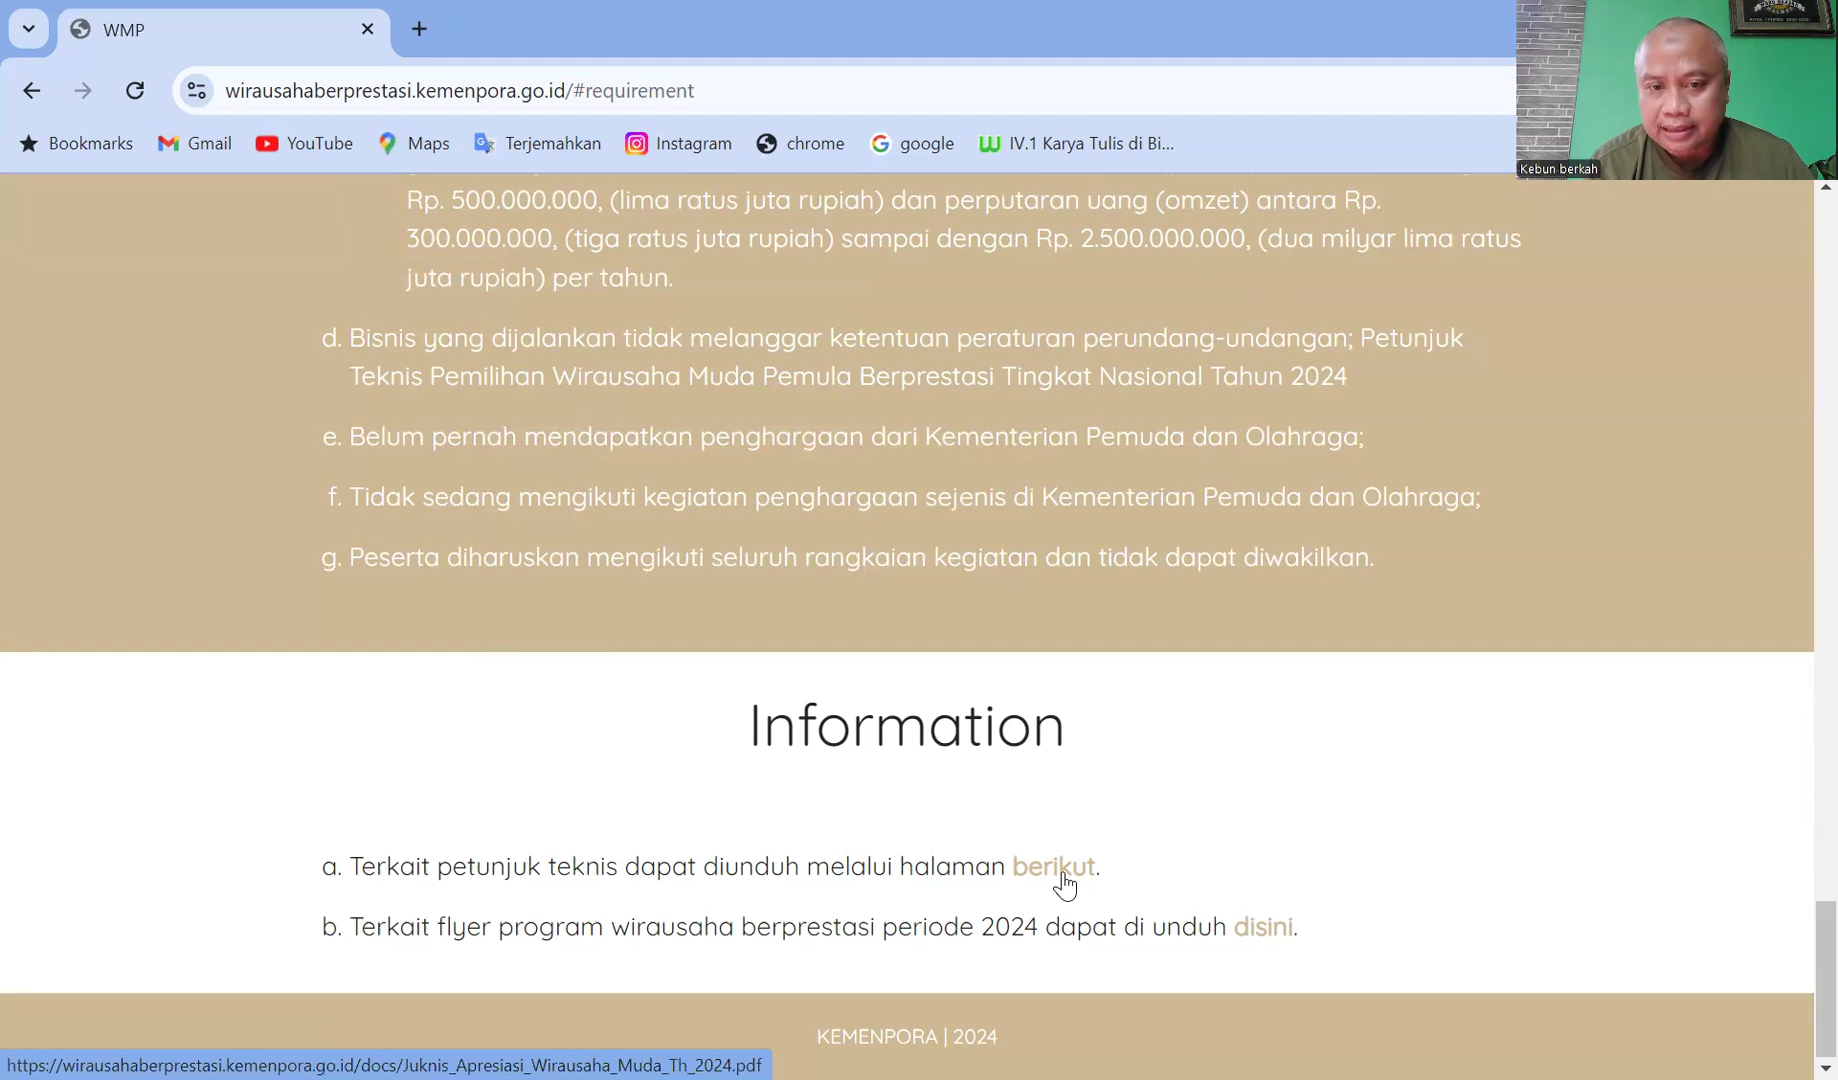 WMP
wirausahaberprestasi.kemenpora.go.id/#requirement
Bookmarks Gmail YouTube Maps Terjemahkan Instagram chrome google IV.1 Karya Tulis di Bi...
Kebun berkah
Rp. 500.000.000, (lima ratus juta rupiah) dan perputaran uang (omzet) antara Rp.
300.000.000, (tiga ratus juta rupiah) sampai dengan Rp. 2.500.000.000, (dua milyar lima ratus
juta rupiah) per tahun.
d. Bisnis yang dijalankan tidak melanggar ketentuan peraturan perundang-undangan; Petunjuk
Teknis Pemilihan Wirausaha Muda Pemula Berprestasi Tingkat Nasional Tahun 2024
e. Belum pernah mendapatkan penghargaan dari Kementerian Pemuda dan Olahraga;
f. Tidak sedang mengikuti kegiatan penghargaan sejenis di Kementerian Pemuda dan Olahraga;
g. Peserta diharuskan mengikuti seluruh rangkaian kegiatan dan tidak dapat diwakilkan.
Information
a. Terkait petunjuk teknis dapat diunduh melalui halaman berikut.
b. Terkait flyer program wirausaha berprestasi periode 2024 dapat di unduh disini.
KEMENPORA | 2024
https://wirausahaberprestasi.kemenpora.go.id/docs/Juknis_Apresiasi_Wirausaha_Muda_Th_2024.pdf